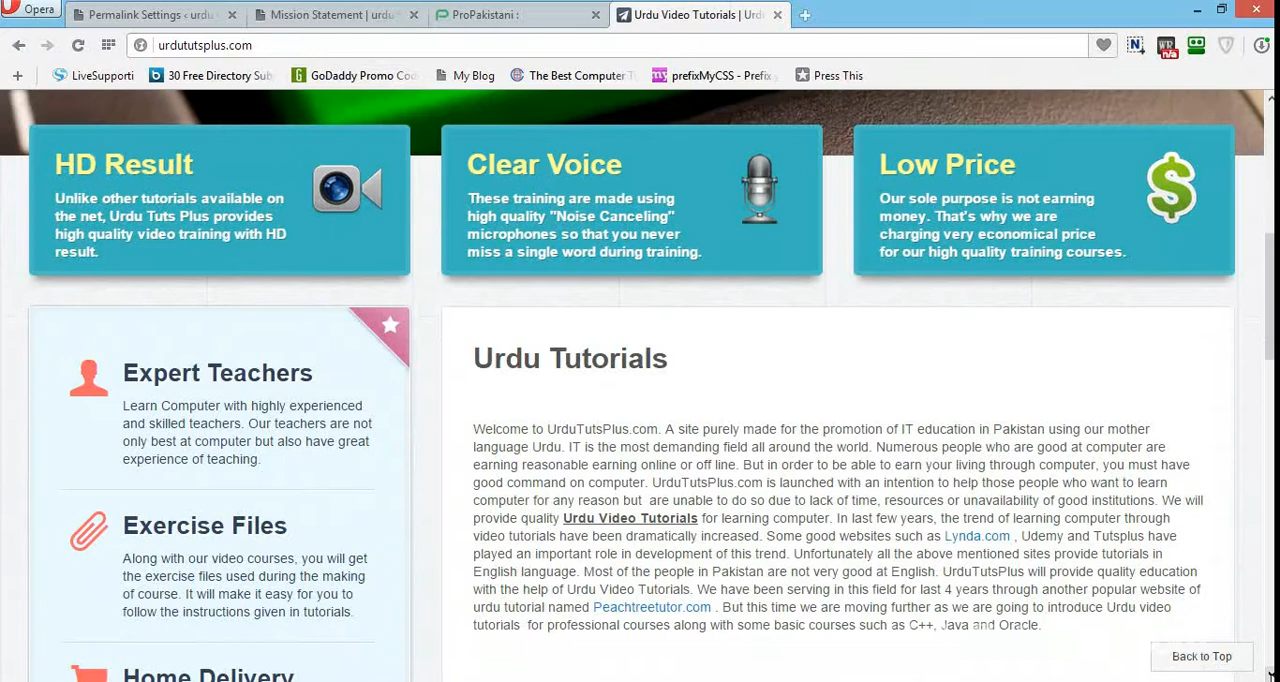 Opera
Permalink Settings ‹ urdu
Mission Statement | urdu
ProPakistani :
Urdu Video Tutorials | Urdu
urdututsplus.com
LiveSupporti
30 Free Directory Sub
GoDaddy Promo Co
My Blog
The Best Computer T
prefixMyCSS - Prefix
Press This
n/a
HD Result
Unlike other tutorials available on
the net, Urdu Tuts Plus provides
high quality video training with HD
result.
Clear Voice
These training are made using
high quality "Noise Canceling"
microphones so that you never
miss a single word during training.
Low Price
Our sole purpose is not earning
money. That's why we are
charging very economical price
for our high quality training courses.
Expert Teachers
Learn Computer with highly experienced
and skilled teachers. Our teachers are not
only best at computer but also have great
experience of teaching.
Exercise Files
Along with our video courses, you will get
the exercise files used during the making
of course. It will make it easy for you to
follow the instructions given in tutorials.
Home Delivery
Urdu Tutorials
Welcome to UrduTutsPlus.com. A site purely made for the promotion of IT education in Pakistan using our mother
language Urdu. IT is the most demanding field all around the world. Numerous people who are good at computer are
earning reasonable earning online or off line. But in order to be able to earn your living through computer, you must have
good command on computer. UrduTutsPlus.com is launched with an intention to help those people who want to learn
computer for any reason but are unable to do so due to lack of time, resources or unavailability of good institutions. We will
provide quality Urdu Video Tutorials for learning computer. In last few years, the trend of learning computer through
video tutorials have been dramatically increased. Some good websites such as Lynda.com , Udemy and Tutsplus have
played an important role in development of this trend. Unfortunately all the above mentioned sites provide tutorials in
English language. Most of the people in Pakistan are not very good at English. UrduTutsPlus will provide quality education
with the help of Urdu Video Tutorials. We have been serving in this field for last 4 years through another popular website of
urdu tutorial named Peachtreetutor.com . But this time we are moving further as we are going to introduce Urdu video
tutorials for professional courses along with some basic courses such as C++, Java and Oracle.
Back to Top